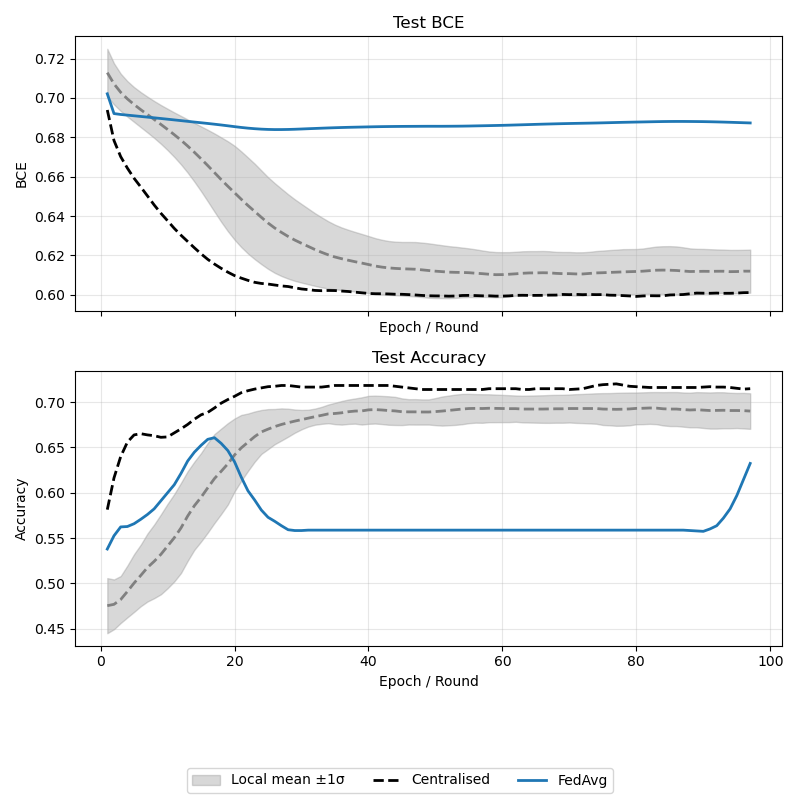 Test BCE
BCE
0.72
0.70
0.68
0.66
0.64
0.62
0.60
Epoch / Round
Test Accuracy
Accuracy
0.70
0.65
0.60
0.55
0.50
0.45
0 20 40 60 80 100
Epoch / Round
Local mean ±1σ Centralised FedAvg